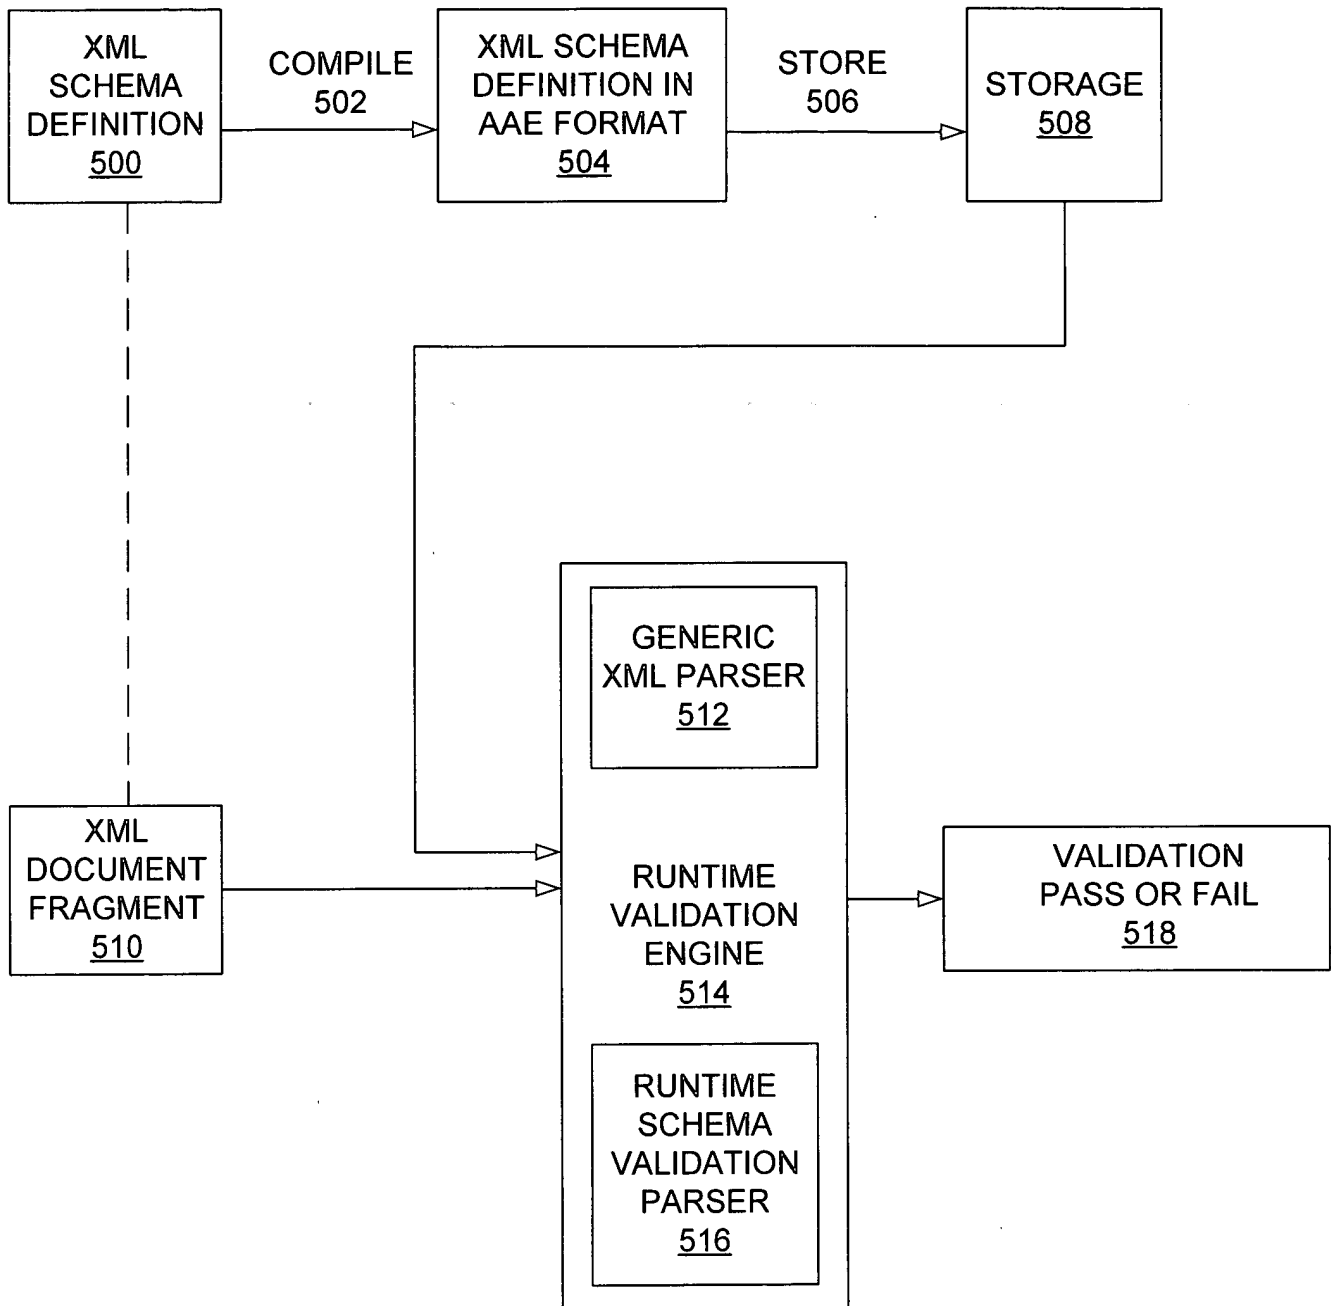 XML
SCHEMA
DEFINITION
500
COMPILE
502
XML SCHEMA
DEFINITION IN
AAE FORMAT
504
STORE
506
STORAGE
508
GENERIC
XML PARSER
512
XML
DOCUMENT
FRAGMENT
510
RUNTIME
VALIDATION
ENGINE
514
VALIDATION
PASS OR FAIL
518
RUNTIME
SCHEMA
VALIDATION
PARSER
516